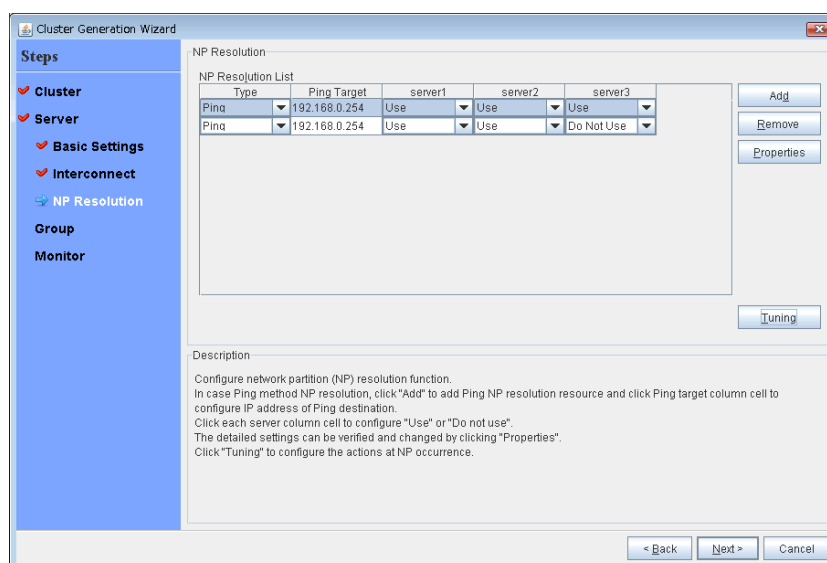 Cluster Generation Wizard
Steps
Cluster
Server
Basic Settings
Interconnect
NP Resolution
Group
Monitor
NP Resolution
NP Resolution List
Type Ping Target server1 server2 server3
Ping 192.168.0.254 Use Use Use
Ping 192.168.0.254 Use Use Do Not Use
Add
Remove
Properties
Tuning
Description
Configure network partition (NP) resolution function.
In case Ping method NP resolution, click "Add" to add Ping NP resolution resource and click Ping target column cell to
configure IP address of Ping destination.
Click each server column cell to configure "Use" or "Do not use".
The detailed settings can be verified and changed by clicking "Properties".
Click "Tuning" to configure the actions at NP occurrence.
< Back Next > Cancel